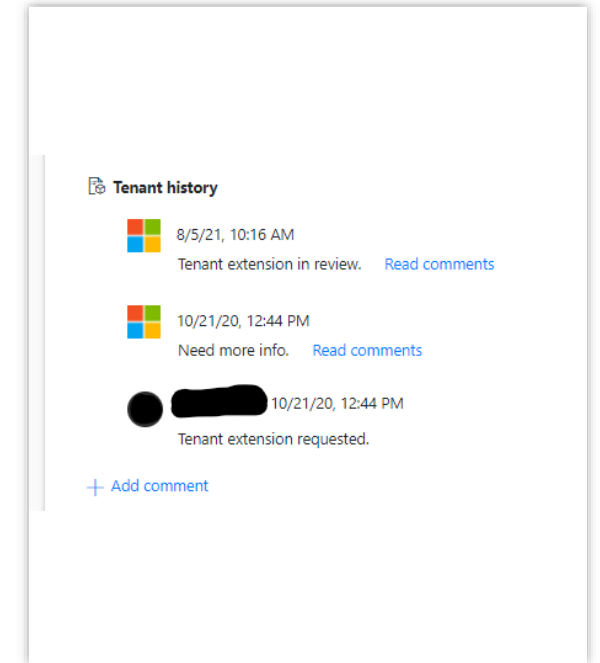 Tenant history
8/5/21, 10:16 AM
Tenant extension in review. Read comments
10/21/20, 12:44 PM
Need more info. Read comments
10/21/20, 12:44 PM
Tenant extension requested.
Add comment